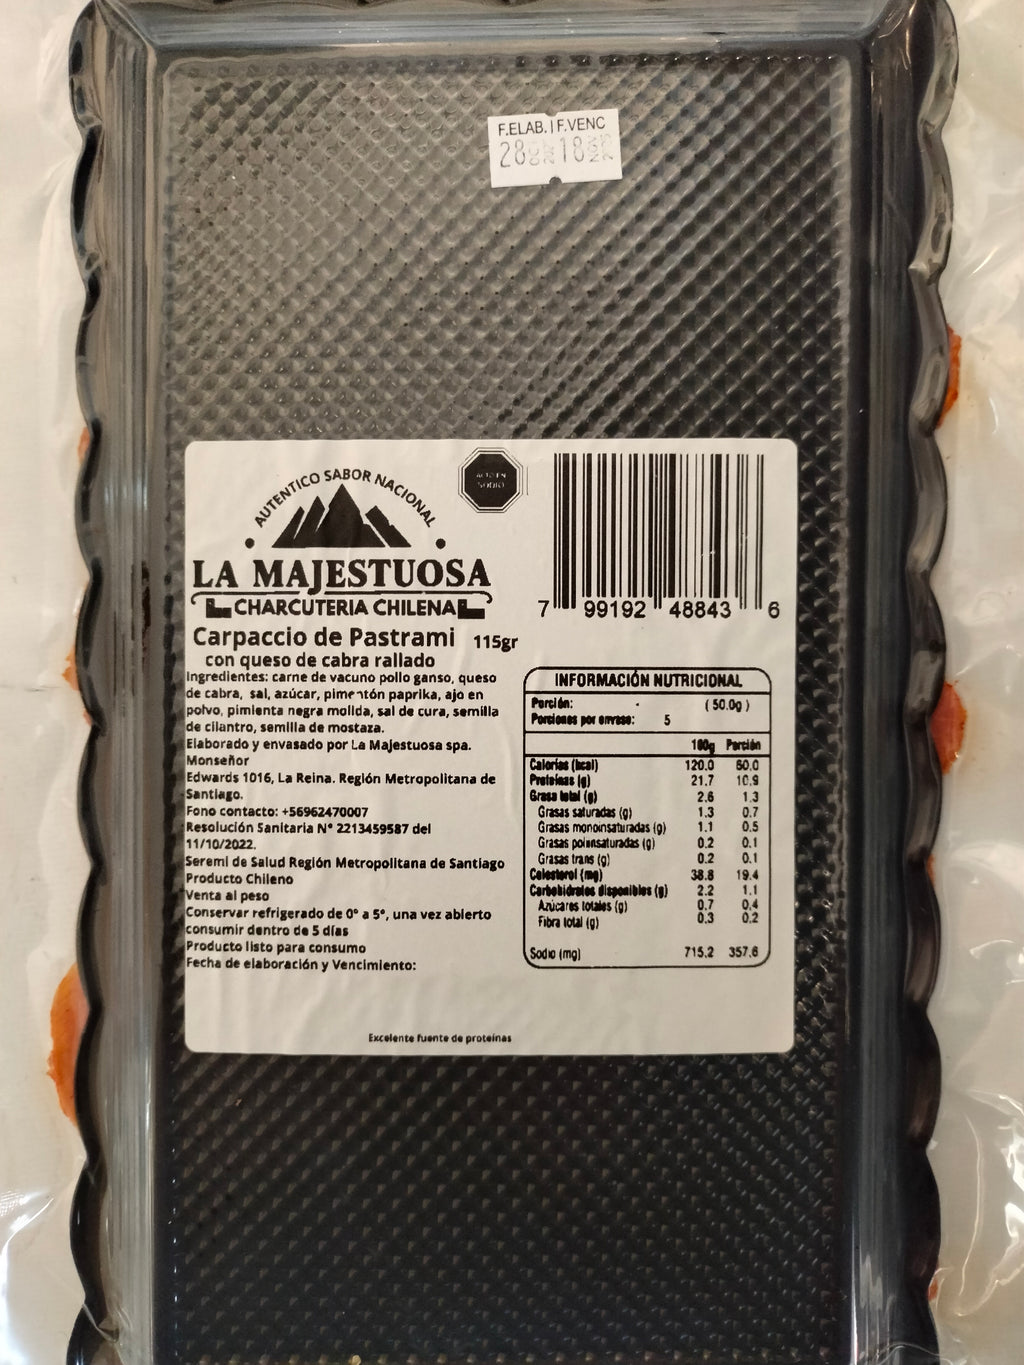 F.ELAB. | F.VENC
28 18
AUTENTICO SABOR NACIONAL
ALTO EN
SODIO
LA MAJESTUOSA
CHARCUTERIA CHILENA
7 99192 48843 6
Carpaccio de Pastrami 115gr
con queso de cabra rallado
Ingredientes: carne de vacuno pollo ganso, queso
de cabra, sal, azúcar, pimentón paprika, ajo en
polvo, pimienta negra molida, sal de cura, semilla
de cilantro, semilla de mostaza.
Elaborado y envasado por La Majestuosa spa.
Monseñor
Edwards 1016, La Reina. Región Metropolitana de
Santiago.
Fono contacto: +56962470007
Resolución Sanitaria N° 2213459587 del
11/10/2022.
Seremi de Salud Región Metropolitana de Santiago
Producto Chileno
Venta al peso
Conservar refrigerado de 0° a 5°, una vez abierto
consumir dentro de 5 días
Producto listo para consumo
Fecha de elaboración y Vencimiento:
Excelente fuente de proteínas
INFORMACIÓN NUTRICIONAL
Porción: - (50.0g)
Porciones por envase: 5
100g Porción
Calorías (kcal) 120.0 60.0
Proteínas (g) 21.7 10.9
Grasa total (g) 2.6 1.3
Grasas saturadas (g) 1.3 0.7
Grasas monoinsaturadas (g) 1.1 0.5
Grasas poiinsaturadas (g) 0.2 0.1
Grasas trans (g) 0.2 0.1
Colesterol (mg) 38.8 19.4
Carbohidratos disponibles (g) 2.2 1.1
Azúcares totales (g) 0.7 0.4
Fibra total (g) 0.3 0.2
Sodio (mg) 715.2 357.6